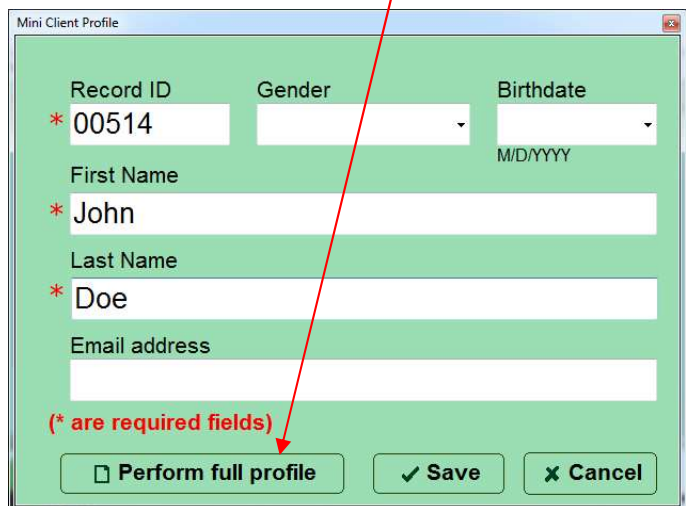 Mini Client Profile
Record ID Gender Birthdate
* 00514
M/D/YYYY
First Name
* John
Last Name
* Doe
Email address
(* are required fields)
Perform full profile Save Cancel